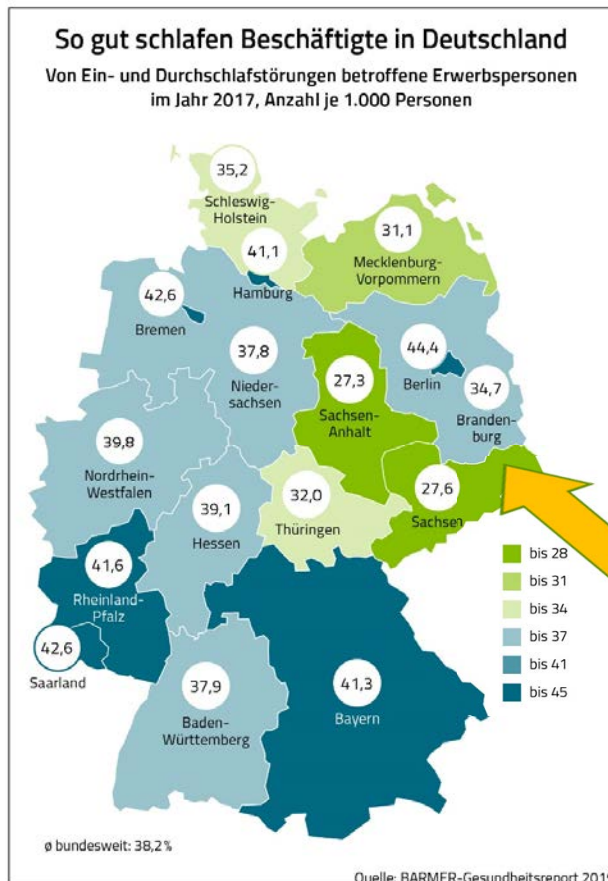 So gut schlafen Beschäftigte in Deutschland
Von Ein- und Durchschlafstörungen betroffene Erwerbspersonen
im Jahr 2017, Anzahl je 1.000 Personen
35,2
Schleswig-
Holstein
41,1
Hamburg
31,1
Mecklenburg-
Vorpommern
42,6
Bremen
37,8
Nieder-
sachsen
44,4
Berlin
34,7
Branden-
burg
27,3
Sachsen-
Anhalt
39,8
Nordrhein-
Westfalen
39,1
Hessen
32,0
Thüringen
27,6
Sachsen
41,6
Rheinland-
Pfalz
42,6
Saarland
37,9
Baden-
Württemberg
41,3
Bayern
bis 28
bis 31
bis 34
bis 37
bis 41
bis 45
ø bundesweit: 38,2%
Quelle: BARMER-Gesundheitsreport 2019